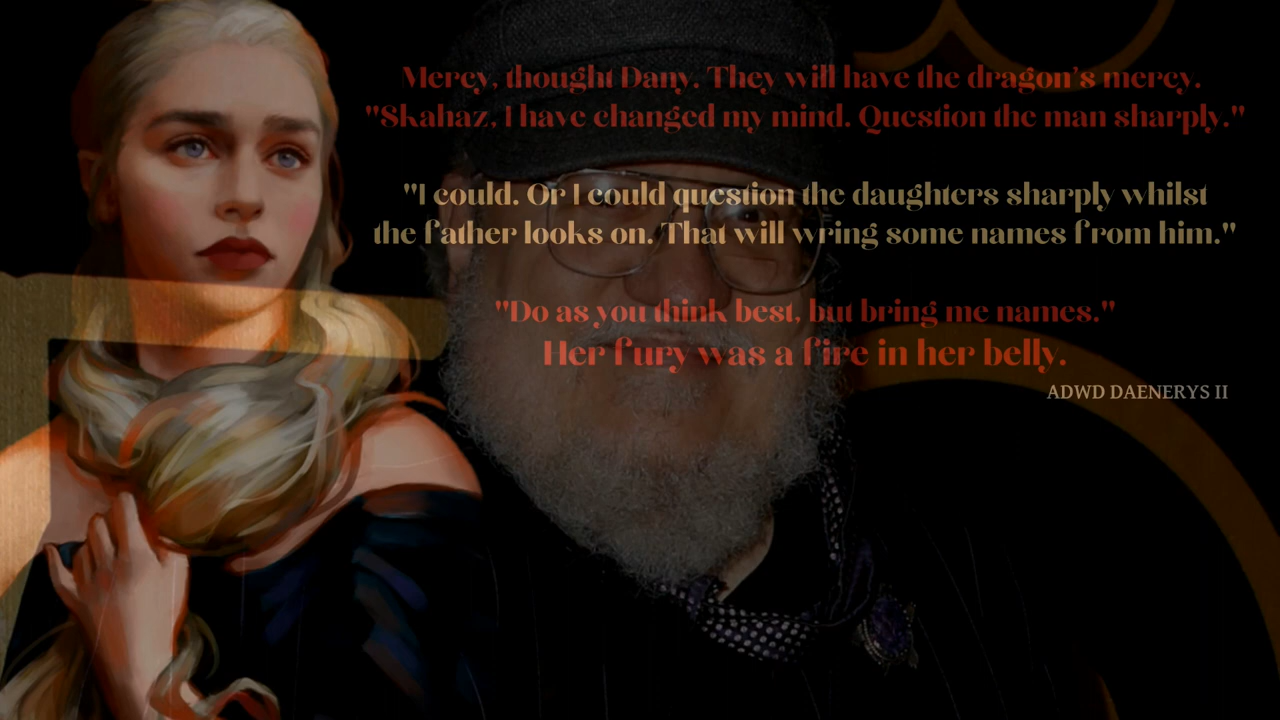 Mercy, thought Dany. They will have the dragon's mercy.
"Skahaz, I have changed my mind. Question the man sharply."
"I could. Or I could question the daughters sharply whilst
the father looks on. That will wring some names from him."
"Do as you think best, but bring me names."
Her fury was a fire in her belly.
ADWD DAENERYS II